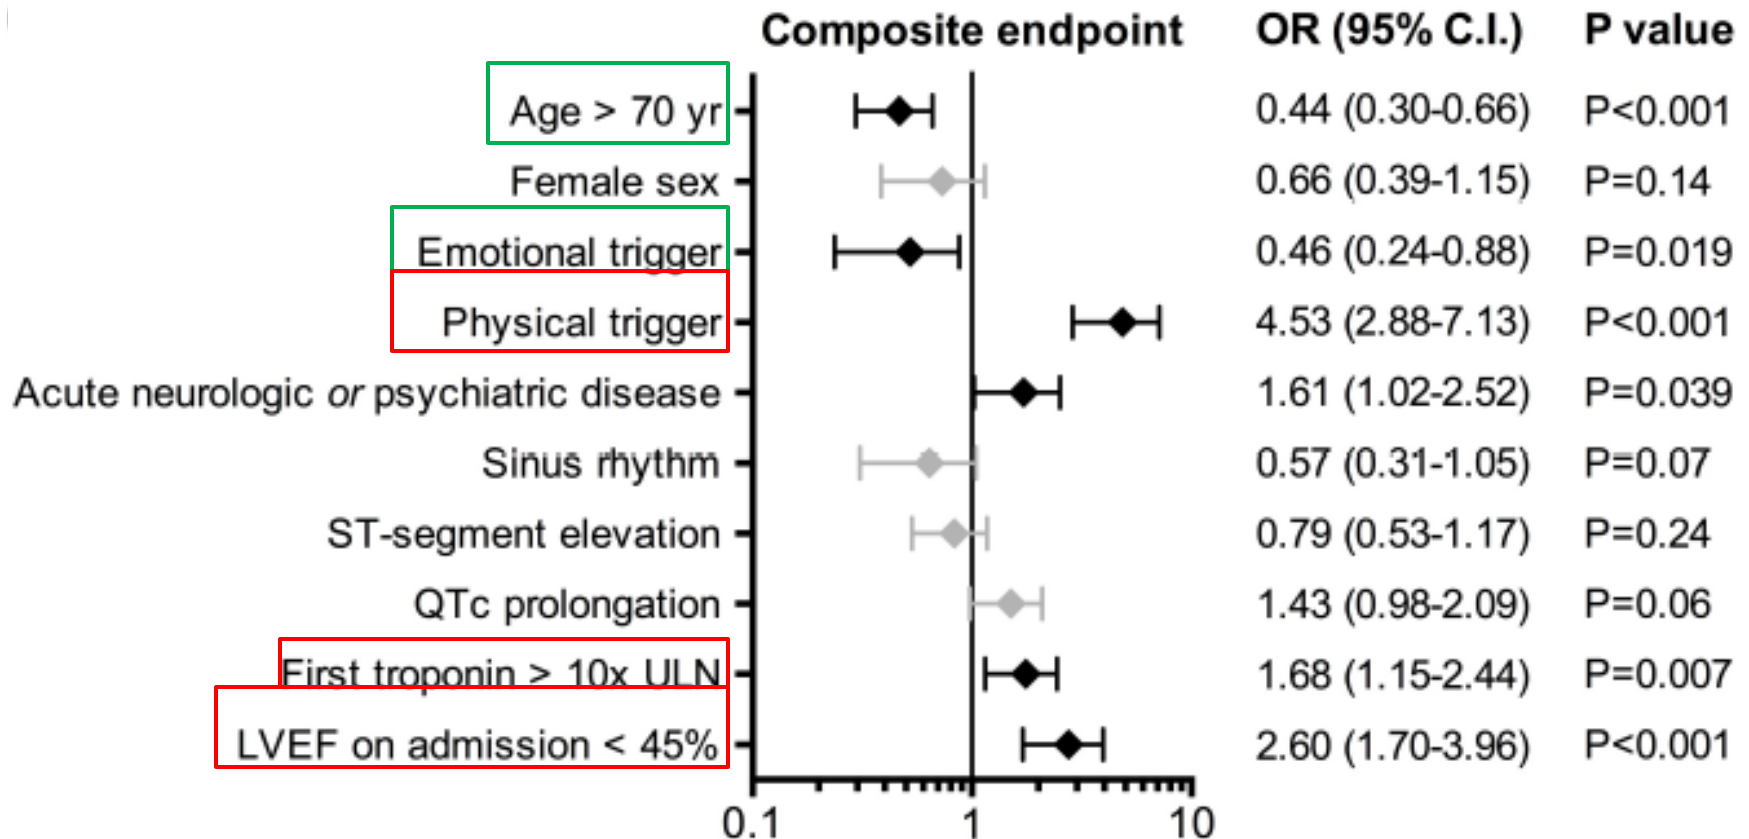 Composite endpoint OR (95% C.I.) P value
Age > 70 yr 0.44 (0.30-0.66) P<0.001
Female sex 0.66 (0.39-1.15) P=0.14
Emotional trigger 0.46 (0.24-0.88) P=0.019
Physical trigger 4.53 (2.88-7.13) P<0.001
Acute neurologic or psychiatric disease 1.61 (1.02-2.52) P=0.039
Sinus rhythm 0.57 (0.31-1.05) P=0.07
ST-segment elevation 0.79 (0.53-1.17) P=0.24
QTc prolongation 1.43 (0.98-2.09) P=0.06
First troponin > 10x ULN 1.68 (1.15-2.44) P=0.007
LVEF on admission < 45% 2.60 (1.70-3.96) P<0.001
0.1 1 10